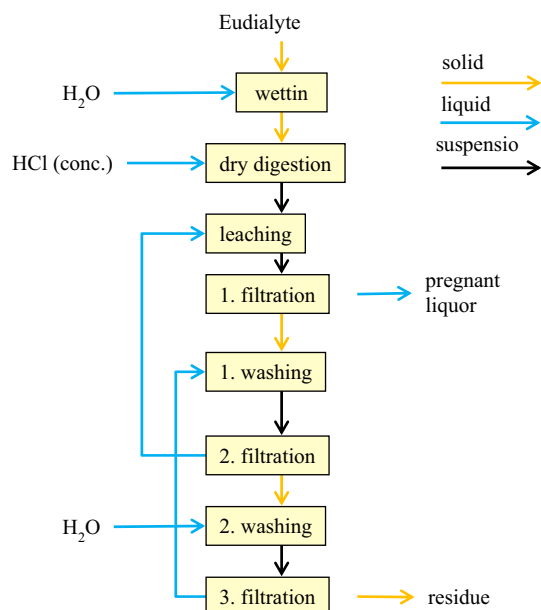 Eudialyte
solid
H₂O
wettin
liquid
suspensio
HCl (conc.)
dry digestion
leaching
1. filtration
pregnant
liquor
1. washing
2. filtration
H₂O
2. washing
3. filtration
residue